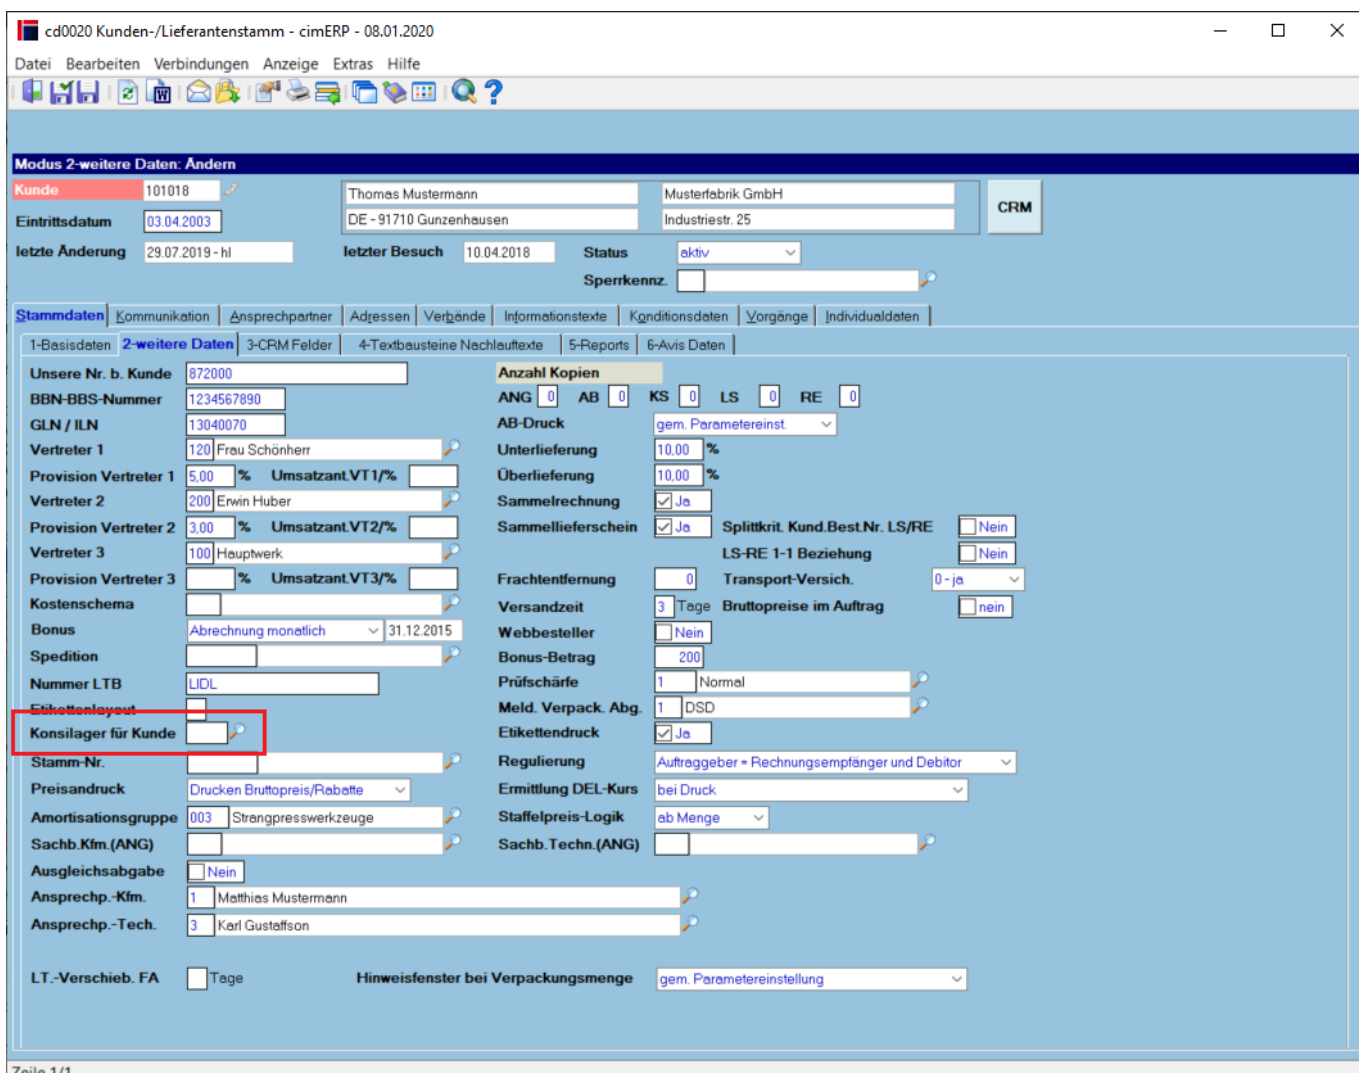 cd0020 Kunden-/Lieferantenstamm - cimERP - 08.01.2020
Datei Bearbeiten Verbindungen Anzeige Extras Hilfe
Modus 2-weitere Daten: Ändern
Kunde 101018 Thomas Mustermann Musterfabrik GmbH CRM
Eintrittsdatum 03.04.2003 DE - 91710 Gunzenhausen Industriestr. 25
letzte Änderung 29.07.2019 - hl letzter Besuch 10.04.2018 Status aktiv
Sperrkennz.
Stammdaten Kommunikation Ansprechpartner Adressen Verbände Informationstexte Konditionsdaten Vorgänge Individualdaten
1-Basisdaten 2-weitere Daten 3-CRM Felder 4-Textbausteine Nachlauftexte 5-Reports 6-Avis Daten
Unsere Nr. b. Kunde 872000 Anzahl Kopien
BBN-BBS-Nummer 1234567890 ANG 0 AB 0 KS 0 LS 0 RE 0
GLN / ILN 13040070 AB-Druck gem. Parametereinst.
Vertreter 1 120 Frau Schönherr Unterlieferung 10,00 %
Provision Vertreter 1 5,00 % Umsatzant.VT1/% Überlieferung 10,00 %
Vertreter 2 200 Erwin Huber Sammelrechnung Ja
Provision Vertreter 2 3,00 % Umsatzant.VT2/% Sammellieferschein Ja Splittkrit. Kund.Best.Nr. LS/RE Nein
Vertreter 3 100 Hauptwerk LS-RE 1-1 Beziehung Nein
Provision Vertreter 3 % Umsatzant.VT3/% Frachtentfernung 0 Transport-Versich. 0 - ja
Kostenschema Versandzeit 3 Tage Bruttopreise im Auftrag nein
Bonus Abrechnung monatlich 31.12.2015 Webbesteller Nein
Spedition Bonus-Betrag 200
Nummer LTB LIDL Prüfschärfe 1 Normal
Etikettenlayout Meld. Verpack. Abg. 1 DSD
Konsilager für Kunde Etikettendruck Ja
Stamm-Nr. Regulierung Auftraggeber = Rechnungsempfänger und Debitor
Preisandruck Drucken Bruttopreis/Rabatte Ermittlung DEL-Kurs bei Druck
Amortisationsgruppe 003 Strangpresswerkzeuge Staffelpreis-Logik ab Menge
Sachb.Kfm.(ANG) Sachb.Techn.(ANG)
Ausgleichsabgabe Nein
Ansprechp.-Kfm. 1 Matthias Mustermann
Ansprechp.-Tech. 3 Karl Gustaffson
LT.-Verschieb. FA Tage Hinweisfenster bei Verpackungsmenge gem. Parametereinstellung
Zeile 1/1